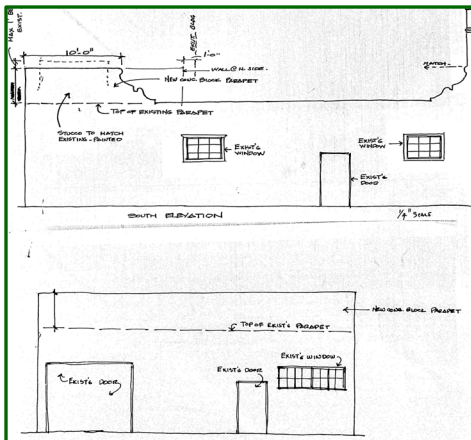 MAX 1' B
EXIST.
10'-0"
EXIST. BLDG
1'-0"
WALL @ N. SIDE.
MATCH
NEW CONC. BLOCK PARAPET
TOP OF EXISTING PARAPET
STUCCO TO MATCH
EXISTING - PAINTED
EXIST'G
WINDOW
EXIST'G
WINDOW
EXIST'G
DOOR
SOUTH ELEVATION
1/4" SCALE
NEW CONC. BLOCK PARAPET
TOP OF EXIST'G PARAPET
EXIST'G WINDOW
EXIST'G DOOR
EXIST'G DOOR